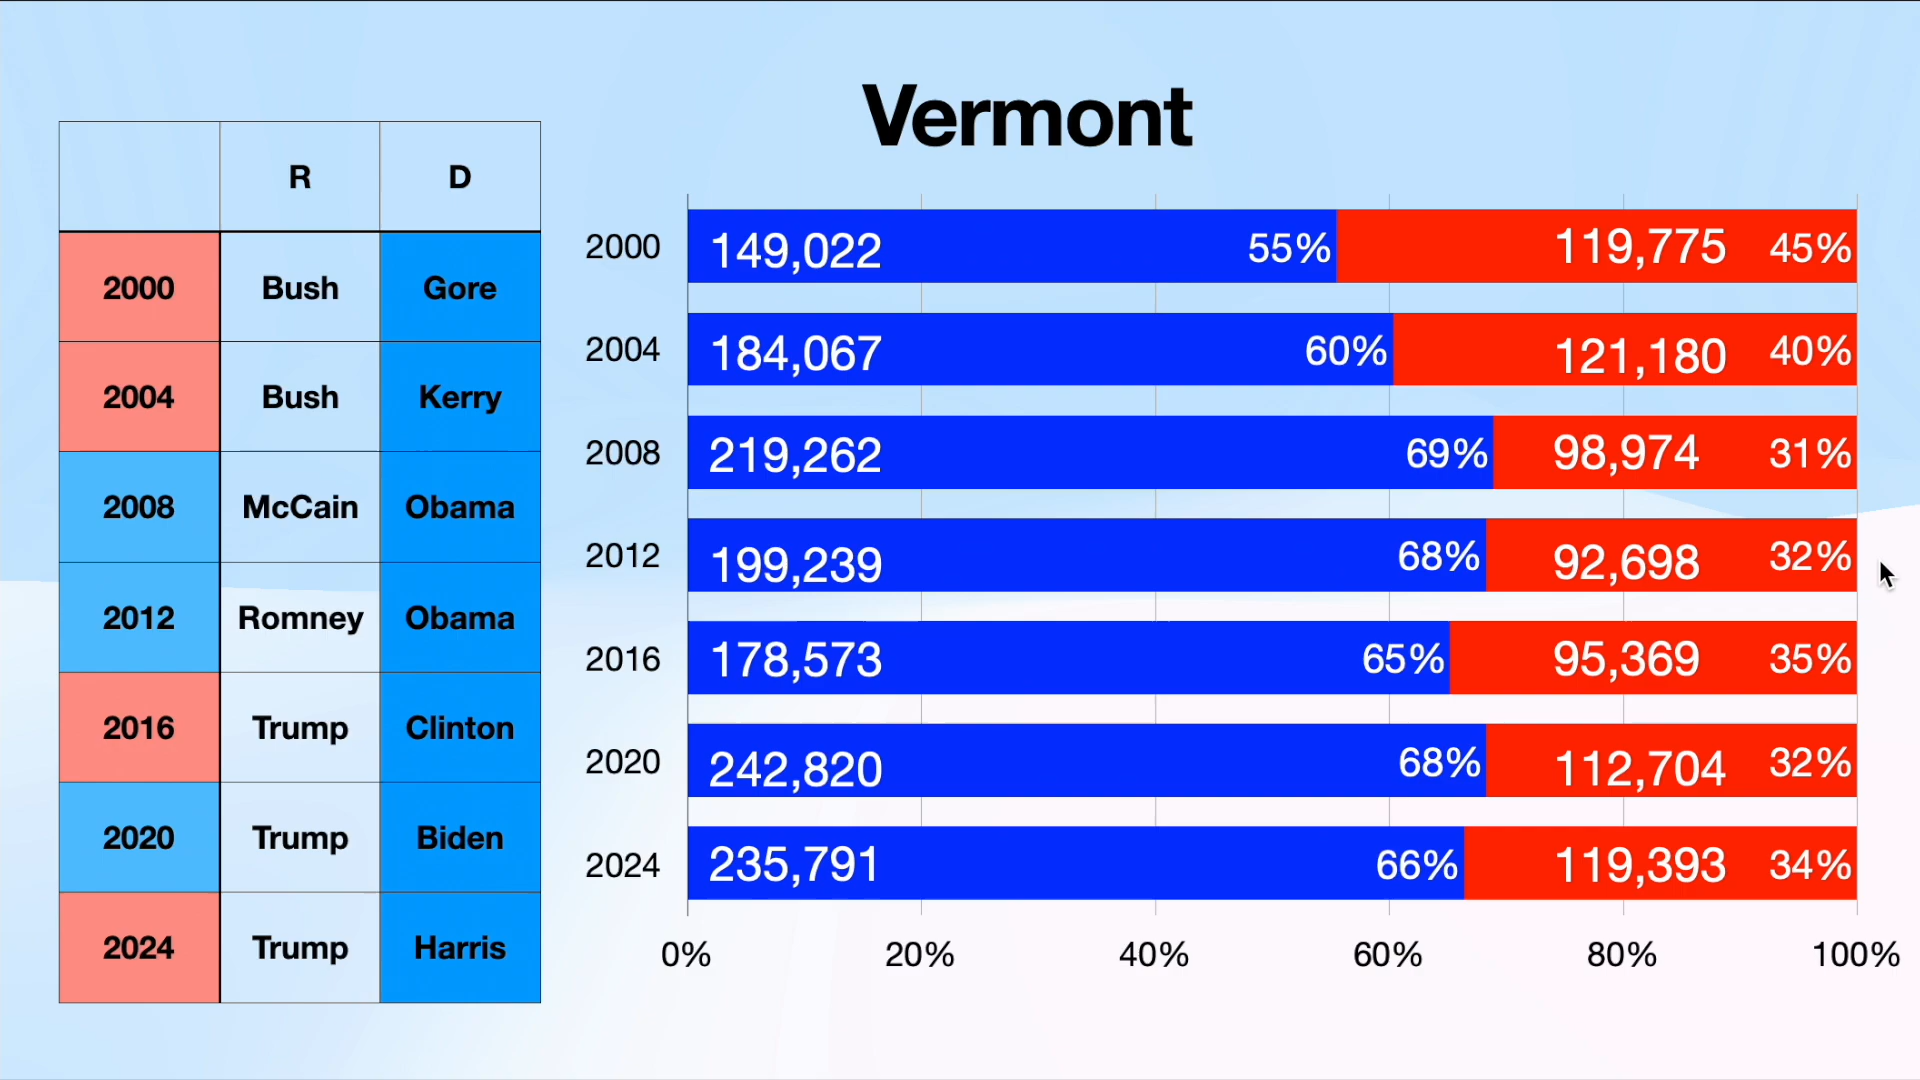 Vermont
R D
2000 Bush Gore
2004 Bush Kerry
2008 McCain Obama
2012 Romney Obama
2016 Trump Clinton
2020 Trump Biden
2024 Trump Harris
2000 149,022 55% 119,775 45%
2004 184,067 60% 121,180 40%
2008 219,262 69% 98,974 31%
2012 199,239 68% 92,698 32%
2016 178,573 65% 95,369 35%
2020 242,820 68% 112,704 32%
2024 235,791 66% 119,393 34%
0% 20% 40% 60% 80% 100%